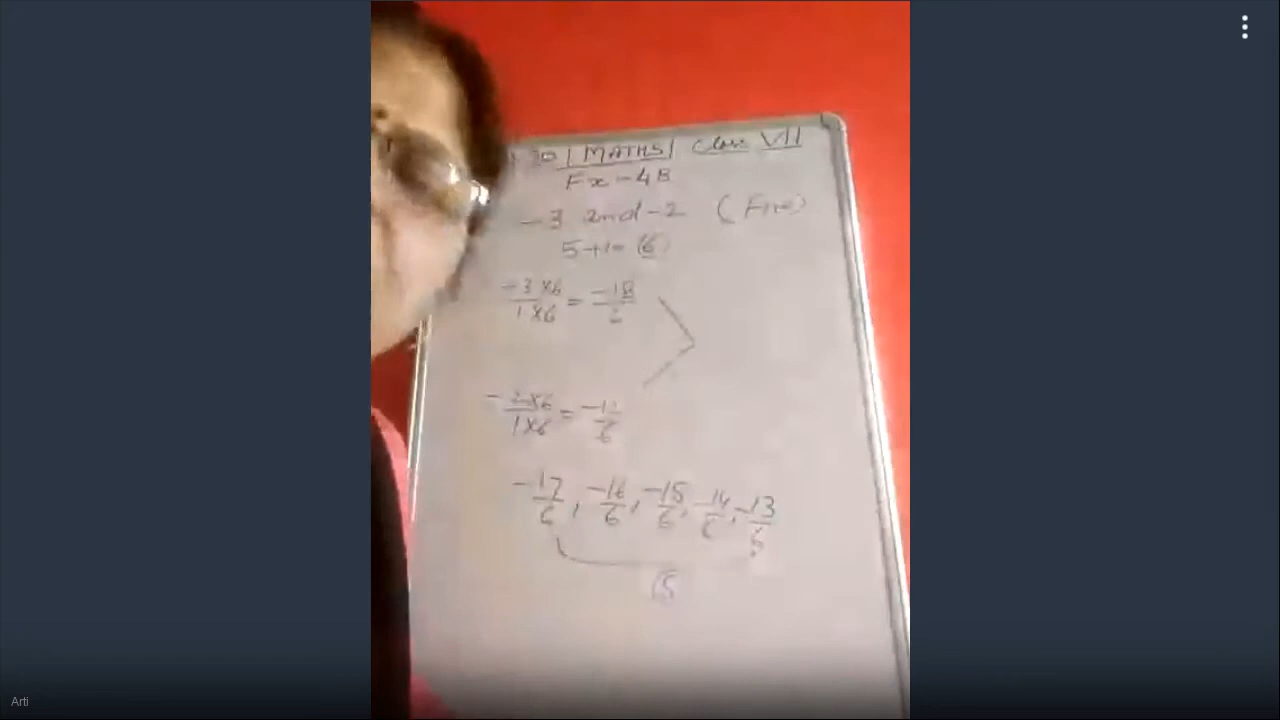 MATHS | Class VII
Ex - 4B
-3 and -2 (Five)
5+1= (6)
-3×6/1×6 = -18/6
-2×6/1×6 = -12/6
-17/6, -16/6, -15/6, -14/6, -13/6
(5
Arti